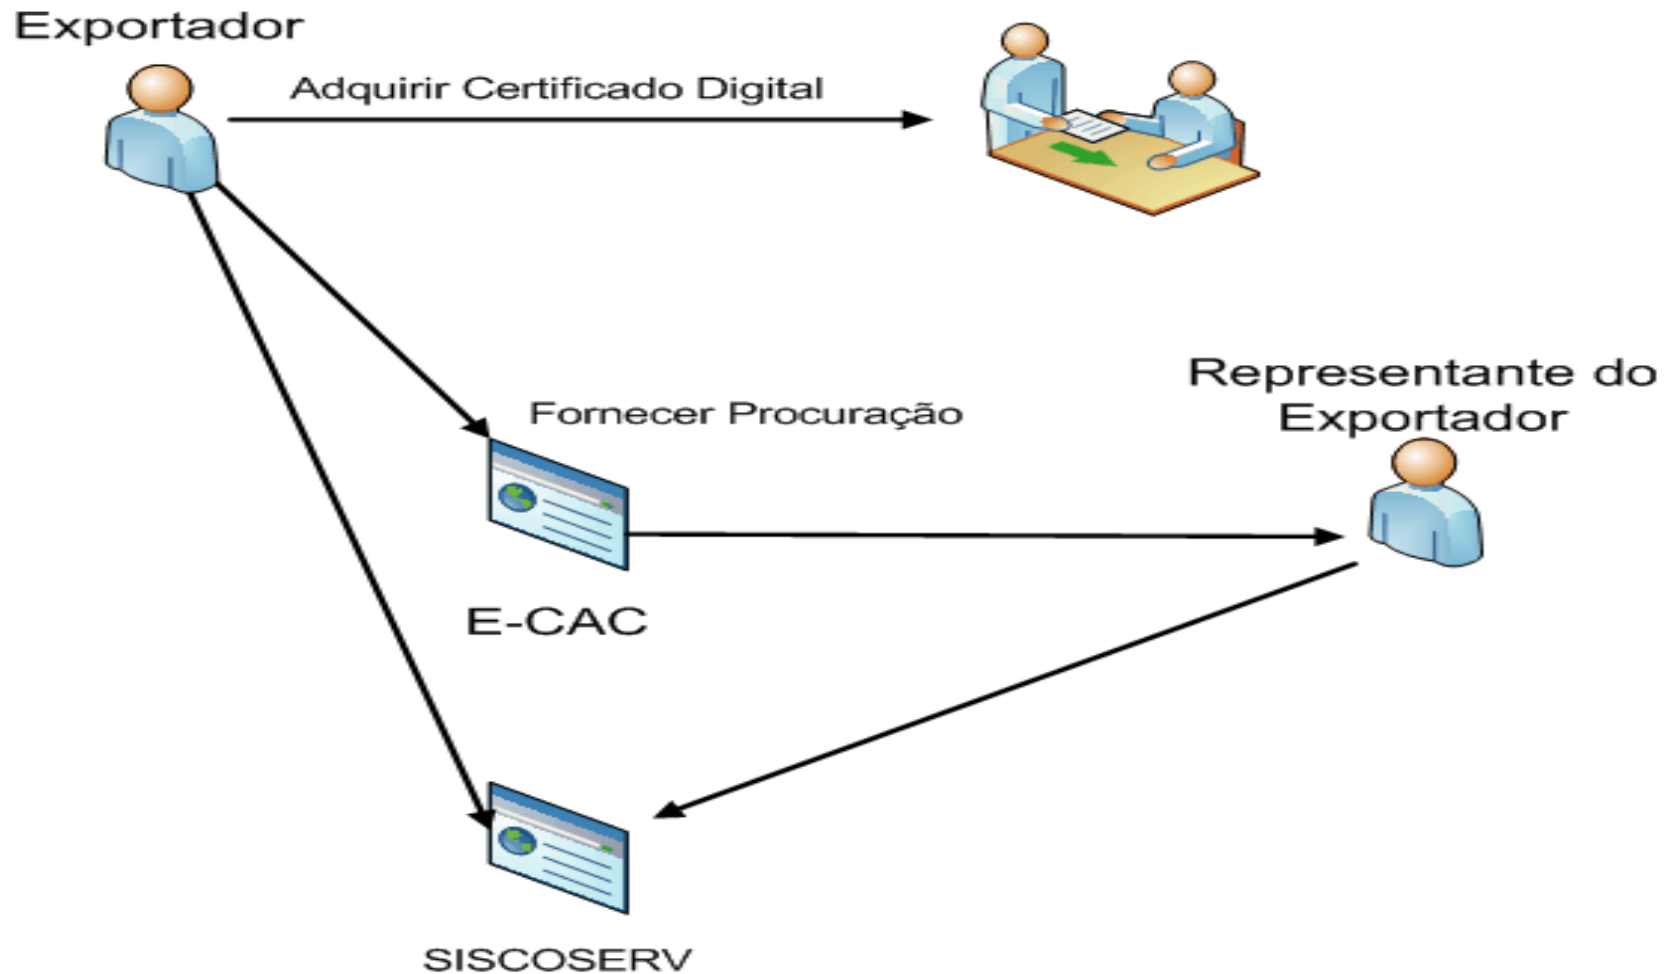 Exportador
Adquirir Certificado Digital
Representante do
Exportador
Fornecer Procuração
E-CAC
SISCOSERV